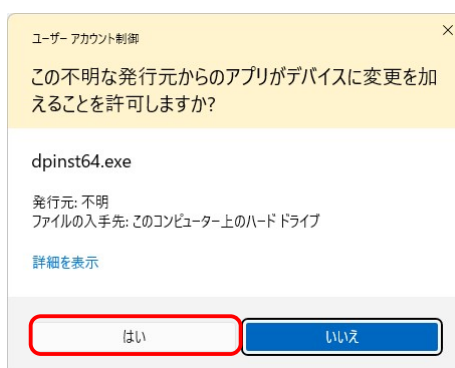 ユーザー アカウント制御
この不明な発行元からのアプリがデバイスに変更を加
えることを許可しますか?
dpinst64.exe
発行元: 不明
ファイルの入手先: このコンピューター上のハード ドライブ
詳細を表示
はい
いいえ